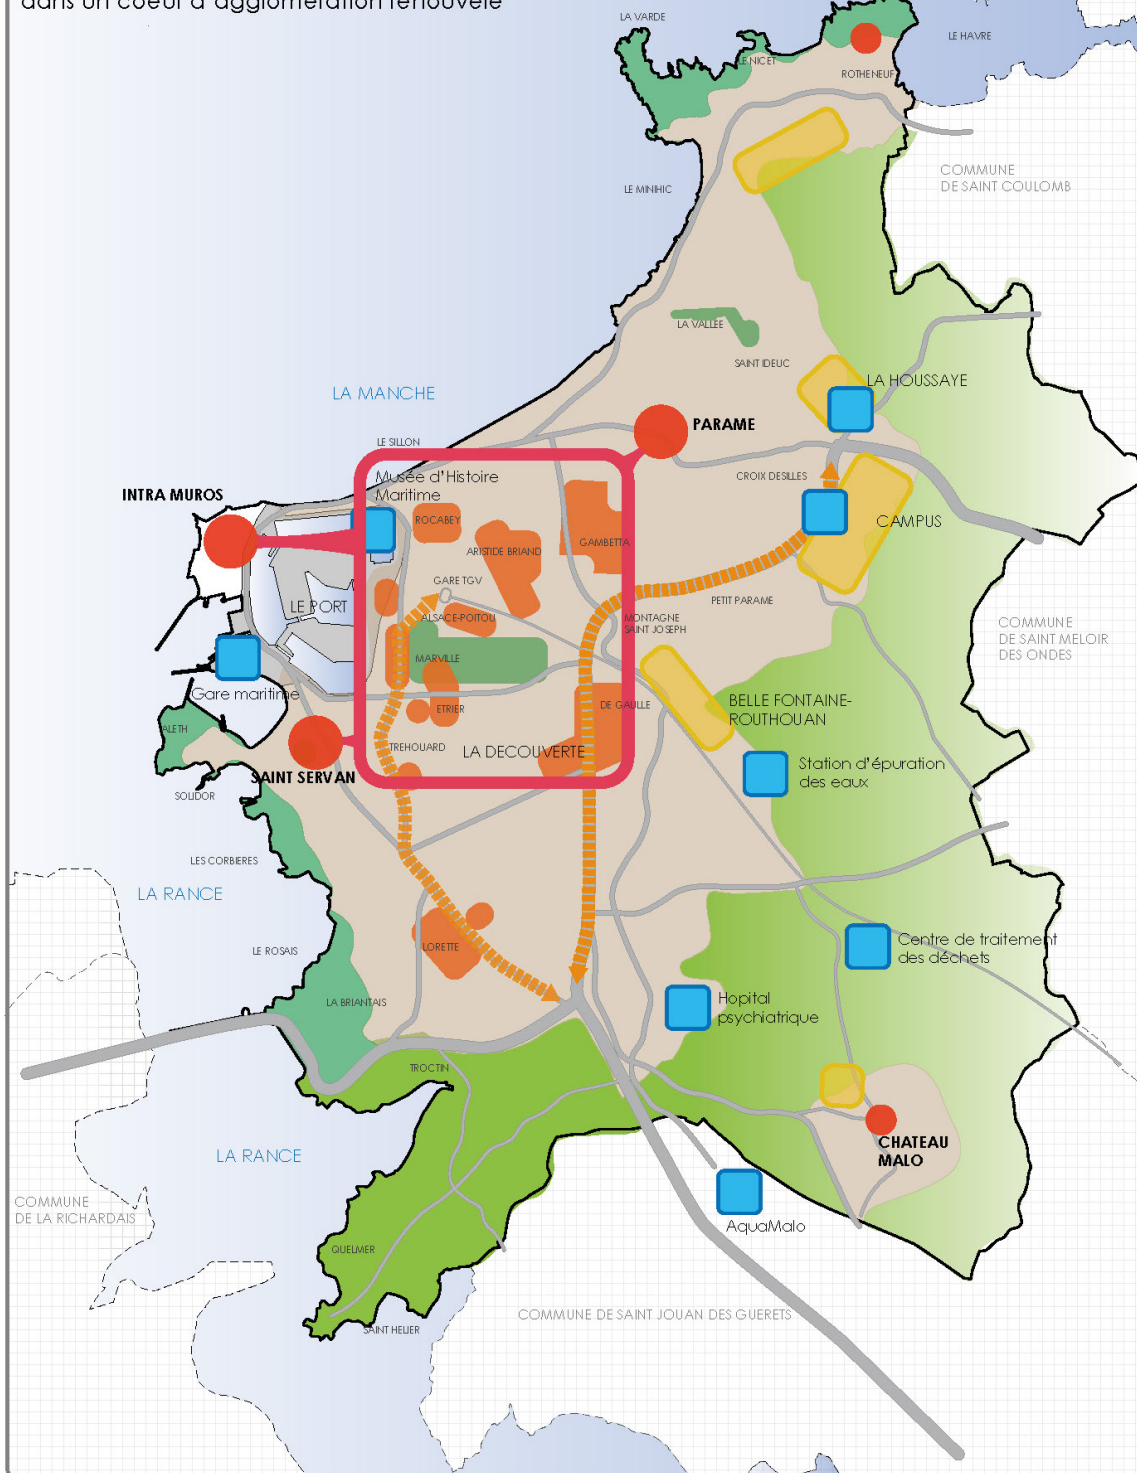 dans un coeur d'agglomération renouvelé
LA VARDE
LE HAVRE
LE NICET
ROTHENEUF
COMMUNE
DE SAINT COULOMB
LE MINIHIC
LA VALLEE
SAINT IDEUC
LA HOUSSAYE
LA MANCHE
PARAME
LE SILLON
Musée d'Histoire
Maritime
CROIX DESILLES
INTRA MUROS
ROCABEY
CAMPUS
GAMBETTA
ARISTIDE BRIAND
GARE TGV
LE PORT
PETIT PARAME
ALSACE-POITOU
MONTAGNE
SAINT JOSEPH
COMMUNE
DE SAINT MELOIR
DES ONDES
MARVILLE
Gare maritime
BELLE FONTAINE-
ROUTHOUAN
DE GAULLE
ETRIER
ALETH
TREHOUARD
LA DECOUVERTE
Station d'épuration
des eaux
SAINT SERVAN
SOLIDOR
LES CORBIERES
LA RANCE
LE ROSAIS
LORETTE
Centre de traitement
des déchets
LA BRIANTAIS
Hopital
psychiatrique
TROCTIN
CHATEAU
MALO
LA RANCE
COMMUNE
DE LA RICHARDAIS
AquaMalo
QUELMER
COMMUNE DE SAINT JOUAN DES GUERETS
SAINT HELIER